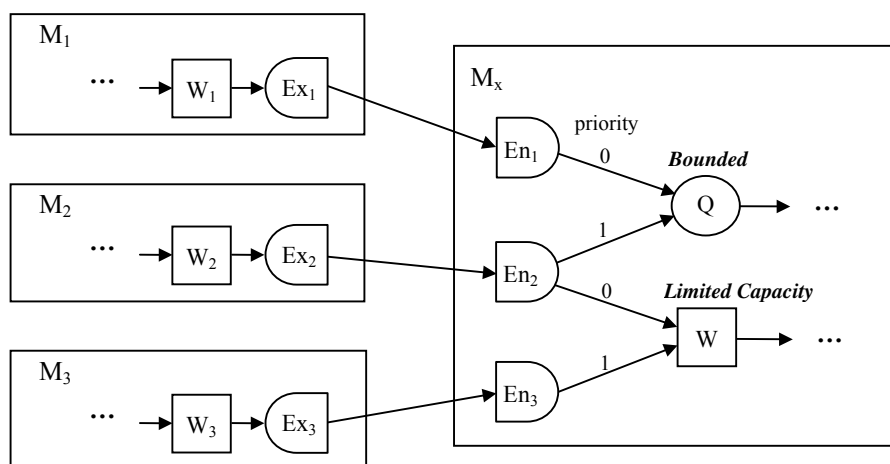 M₁
... W₁ Ex₁
M₂
... W₂ Ex₂
M₃
... W₃ Ex₃
Mₓ
priority
En₁ 0
Bounded
Q ...
1
En₂ 0
Limited Capacity
W ...
1
En₃